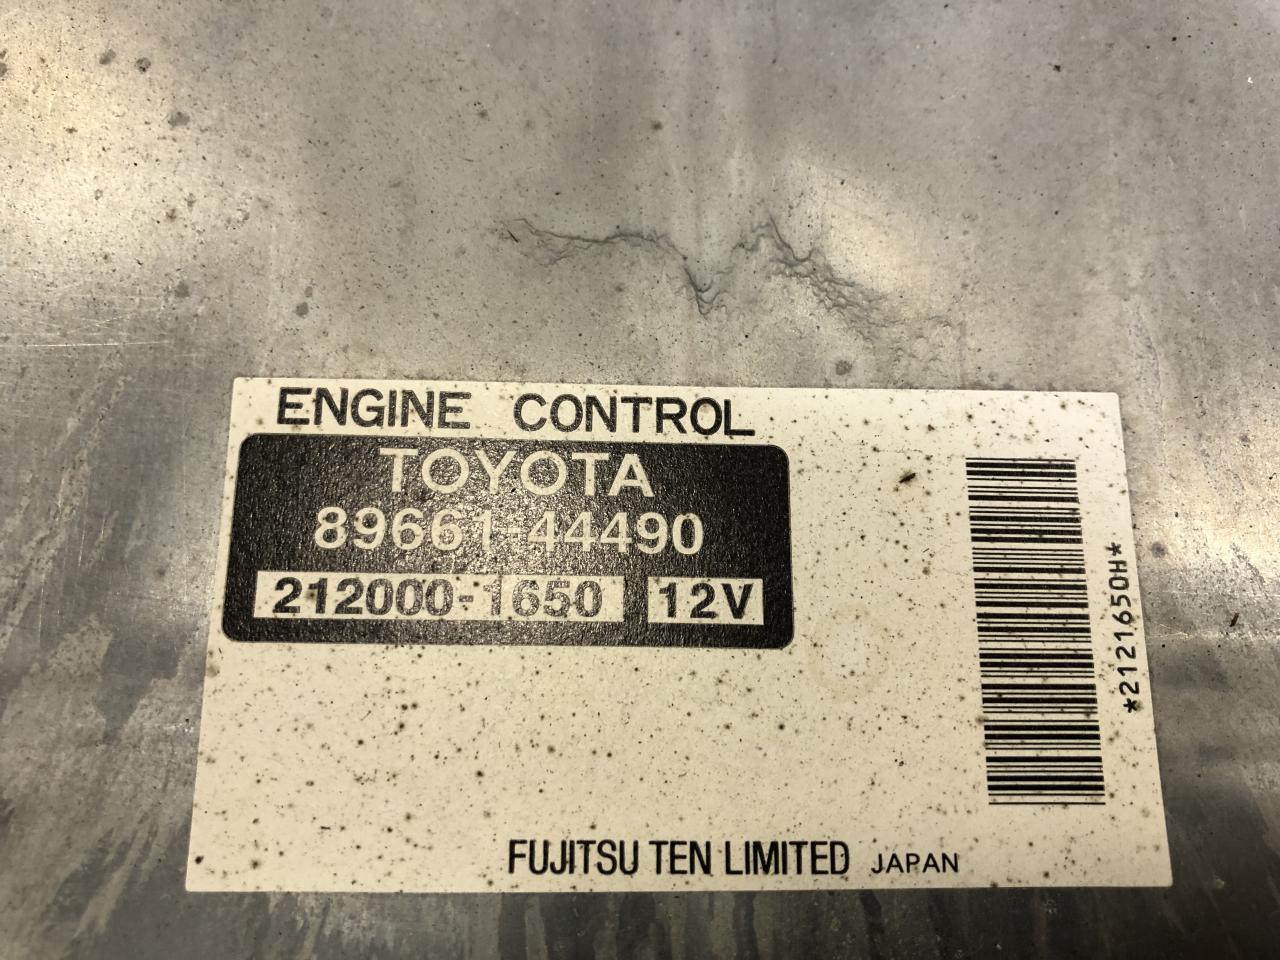 ENGINE CONTROL
TOYOTA
89661-44490
212000-1650 12V
*2121650H*
FUJITSU TEN LIMITED JAPAN